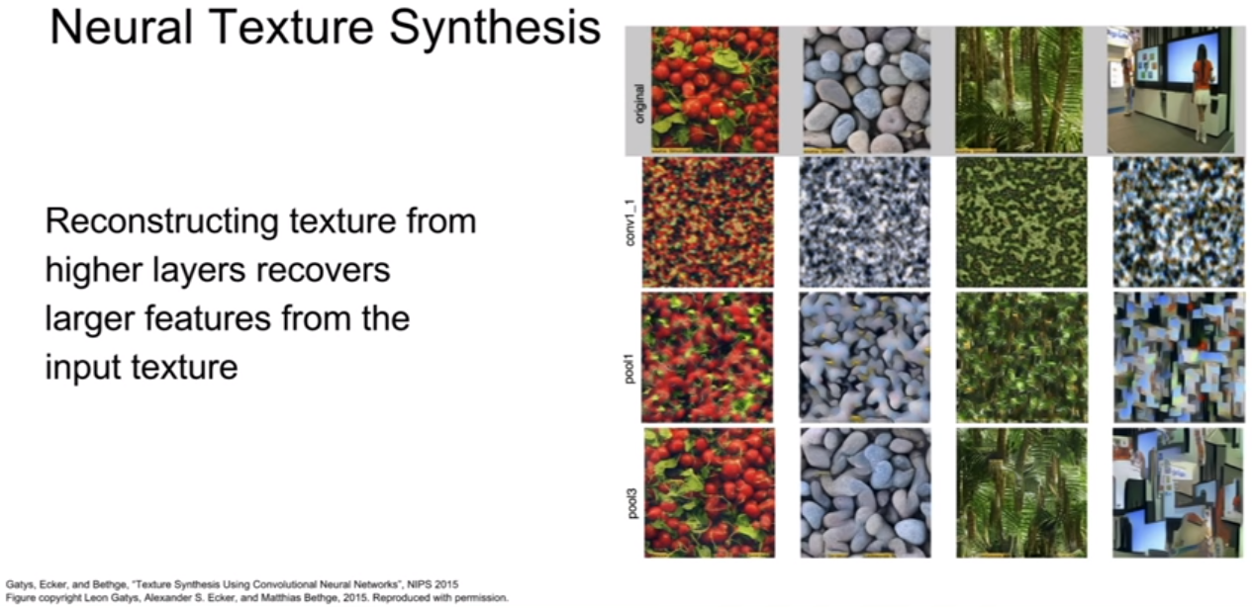 Neural Texture Synthesis
Reconstructing texture from
higher layers recovers
larger features from the
input texture
original
conv1_1
pool1
pool3
Gatys, Ecker, and Bethge, “Texture Synthesis Using Convolutional Neural Networks”, NIPS 2015
Figure copyright Leon Gatys, Alexander S. Ecker, and Matthias Bethge, 2015. Reproduced with permission.